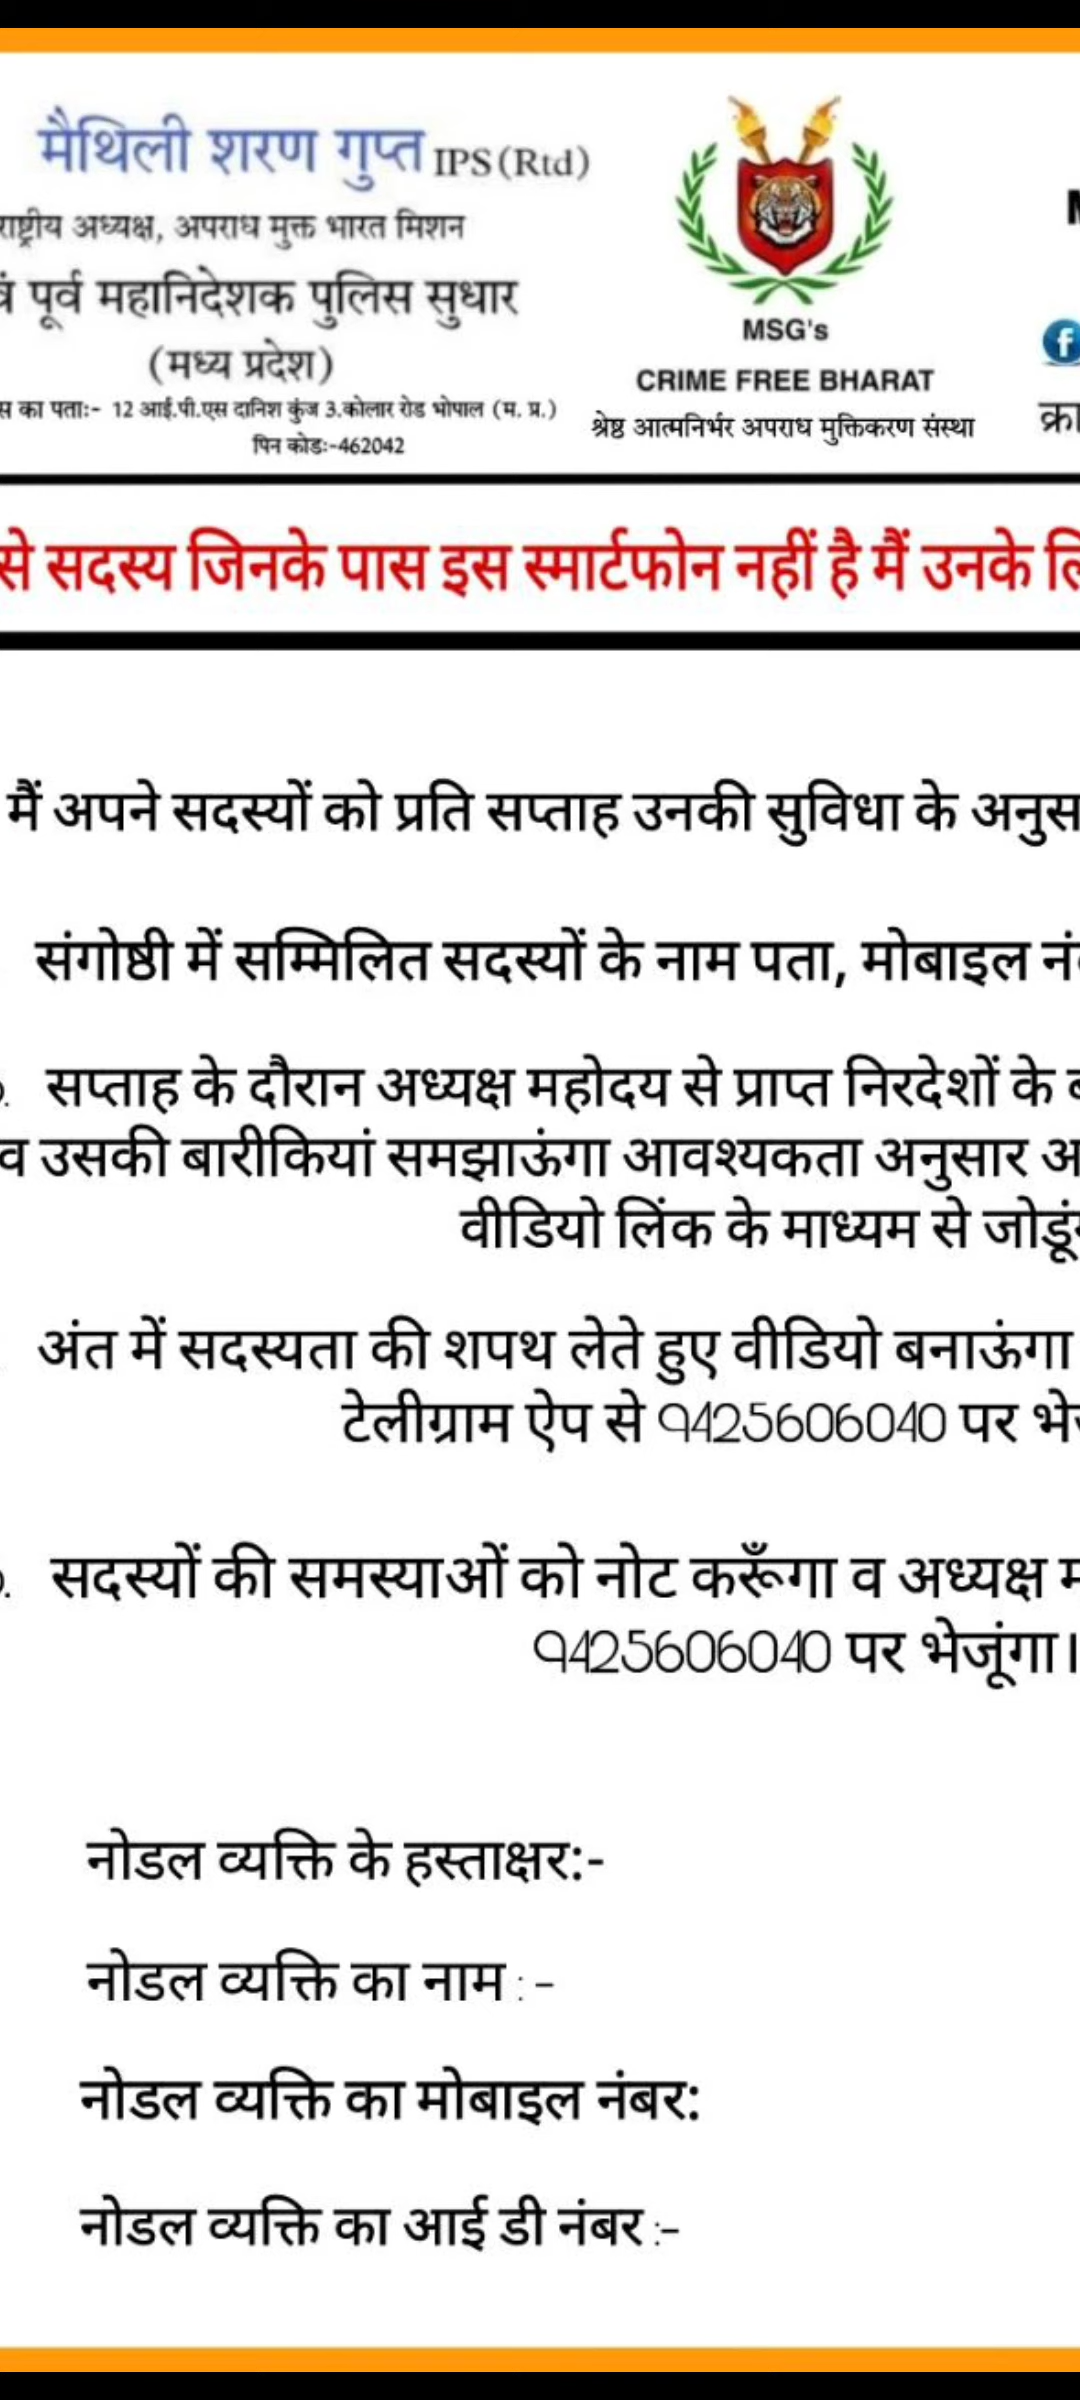 मैथिली शरण गुप्त IPS (Rtd)
राष्ट्रीय अध्यक्ष, अपराध मुक्त भारत मिशन
पूर्व महानिदेशक पुलिस सुधार
(मध्य प्रदेश)
का पता:- 12 आई.पी.एस दानिश कुंज 3.कोलार रोड भोपाल (म. प्र.)
पिन कोड:-462042
MSG's
CRIME FREE BHARAT
श्रेष्ठ आत्मनिर्भर अपराध मुक्तिकरण संस्था
से सदस्य जिनके पास इस स्मार्टफोन नहीं है मैं उनके
मैं अपने सदस्यों को प्रति सप्ताह उनकी सुविधा के
संगोष्ठी में सम्मिलित सदस्यों के नाम पता, मोबाइल
सप्ताह के दौरान अध्यक्ष महोदय से प्राप्त निरदेशों के
व उसकी बारीकियां समझाऊंगा आवश्यकता अनुसार
वीडियो लिंक के माध्यम से
अंत में सदस्यता की शपथ लेते हुए वीडियो बनाऊंगा
टेलीग्राम ऐप से 9425606040 पर
सदस्यों की समस्याओं को नोट करूँगा व अध्यक्ष
9425606040 पर भेजूंगा।
नोडल व्यक्ति के हस्ताक्षर:-
नोडल व्यक्ति का नाम : -
नोडल व्यक्ति का मोबाइल नंबर:
नोडल व्यक्ति का आई डी नंबर :-